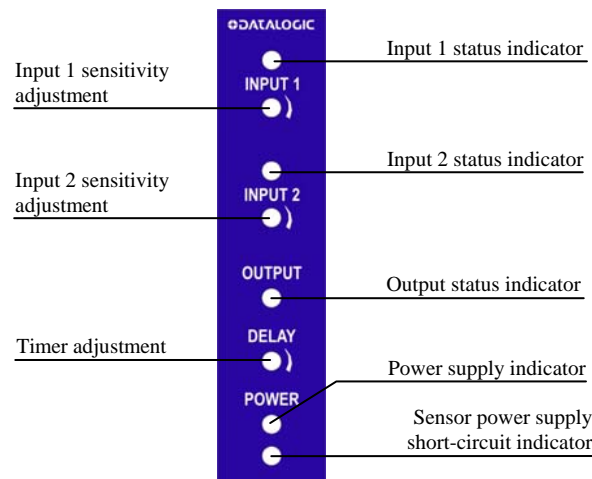 DATALOGIC
Input 1 status indicator
Input 1 sensitivity
adjustment
INPUT 1
Input 2 status indicator
Input 2 sensitivity
adjustment
INPUT 2
OUTPUT
Output status indicator
DELAY
Timer adjustment
Power supply indicator
POWER
Sensor power supply
short-circuit indicator